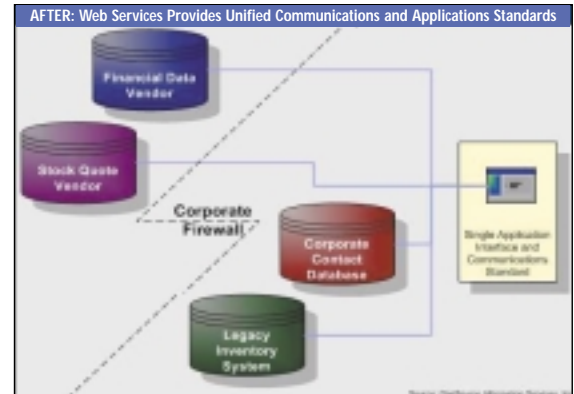 AFTER: Web Services Provides Unified Communications and Applications Standards
Financial Data
Vendor
Stock Quote
Vendor
Corporate
Firewall
Corporate
Contact
Database
Single Application
Interface and
Communications
Standard
Legacy
Inventory
System